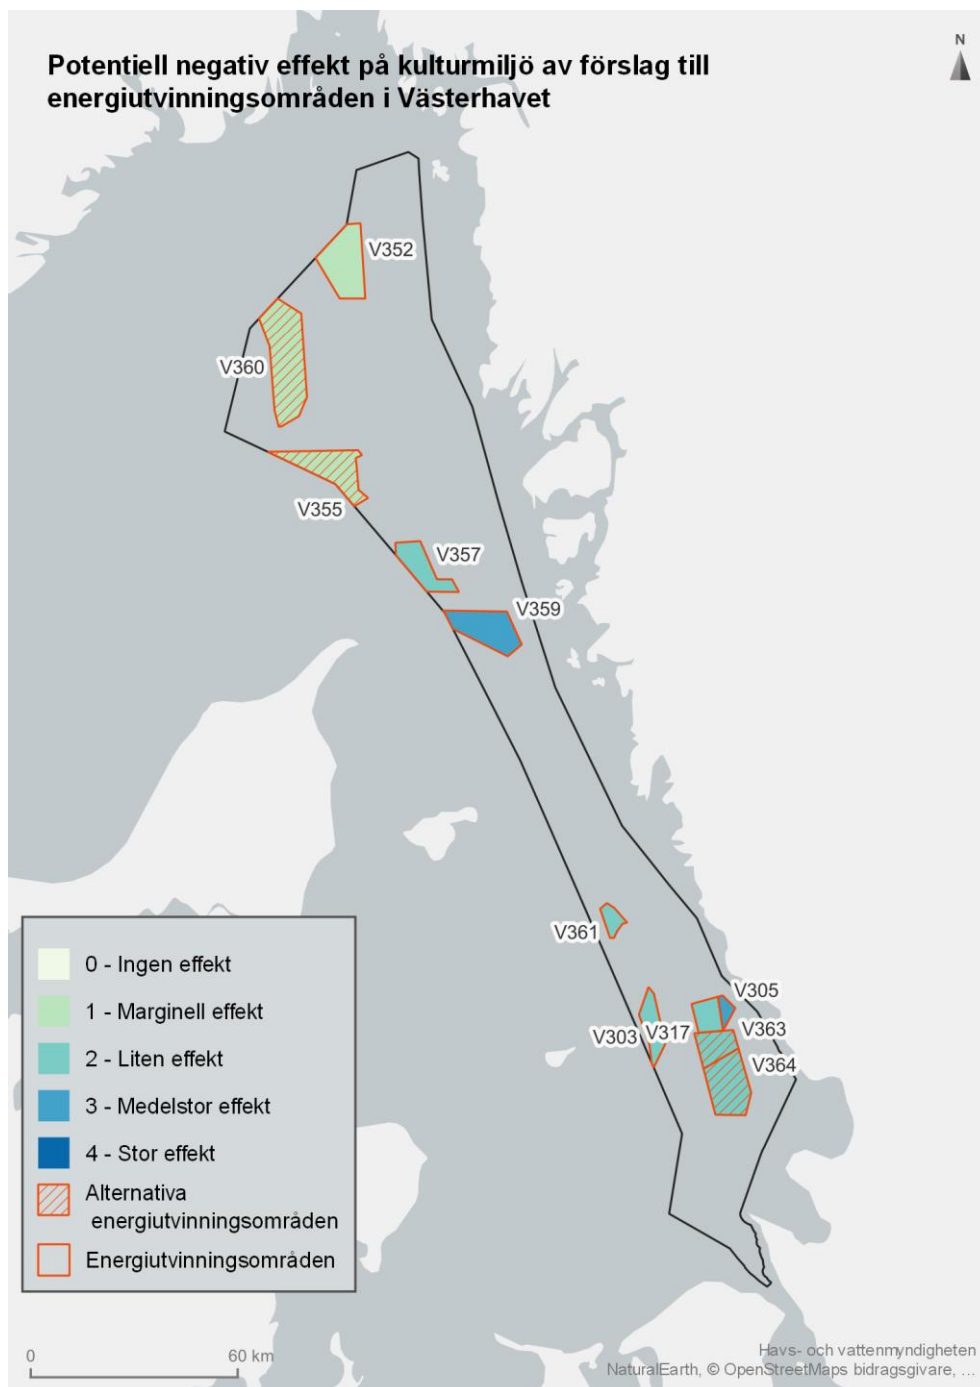 Potentiell negativ effekt på kulturmiljö av förslag till
energiutvinningsområden i Västerhavet
N
V352
V360
V355
V357
V359
V361
V305
V303
V317
V363
V364
0 - Ingen effekt
1 - Marginell effekt
2 - Liten effekt
3 - Medelstor effekt
4 - Stor effekt
Alternativa
energiutvinningsområden
Energiutvinningsområden
0
60 km
Havs- och vattenmyndigheten
NaturalEarth, © OpenStreetMaps bidragsgivare, ...